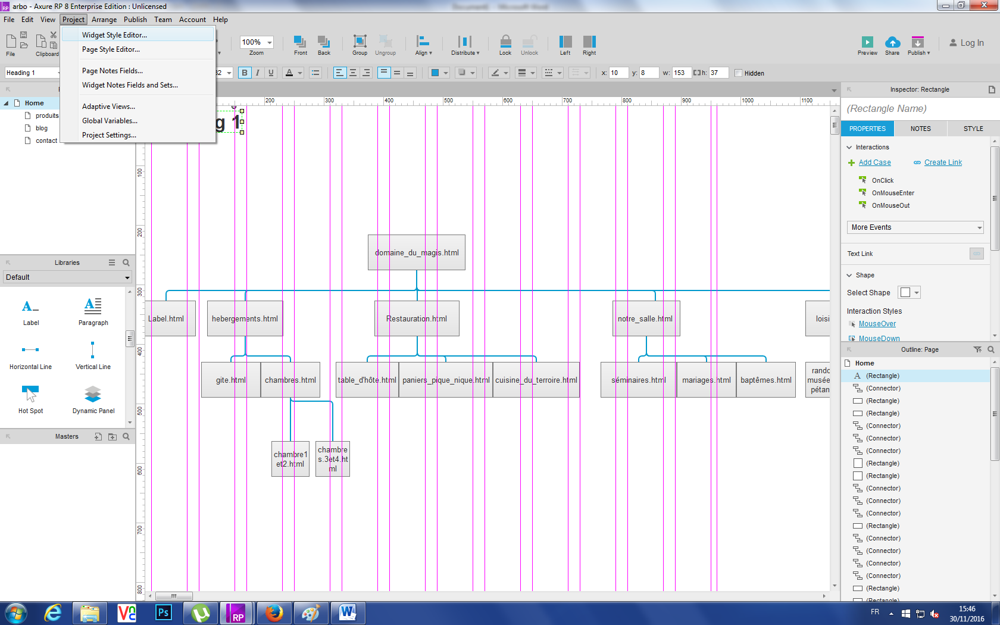 arbo - Axure RP 8 Enterprise Edition : Unlicensed
File Edit View Project Arrange Publish Team Account Help
Widget Style Editor...
Page Style Editor...
Page Notes Fields...
Widget Notes Fields and Sets...
Adaptive Views...
Global Variables...
Project Settings...
File Clipboard
100%
Zoom Front Back Group Ungroup Align Distribute Lock Unlock Left Right
Preview Share Publish Log In
Heading 1
B I U A
x: 10 y: 8 w: 153 h: 37 Hidden
Home
produits
blog
contact
200 300 400 500 600 700 800 900 1000 1100
100
200
300
400
500
600
700
800
g 1
domaine_du_magis.html
Label.html hebergements.html Restauration.html notre_salle.html loisi
gite.html chambres.html table_d'hôte.html paniers_pique_nique.html cuisine_du_terroire.html séminaires.html mariages.html baptêmes.html
rando
musée
pétan
chambre1
et2.html
chambre
s.3et4.ht
ml
Libraries
Default
Label Paragraph
Horizontal Line Vertical Line
Hot Spot Dynamic Panel
Masters
Inspector: Rectangle
(Rectangle Name)
PROPERTIES NOTES STYLE
Interactions
Add Case Create Link
OnClick
OnMouseEnter
OnMouseOut
More Events
Text Link
Shape
Select Shape
Interaction Styles
MouseOver
MouseDown
Outline: Page
Home
A (Rectangle)
(Connector)
(Rectangle)
(Rectangle)
(Connector)
(Connector)
(Connector)
(Rectangle)
(Rectangle)
(Connector)
(Connector)
(Connector)
(Rectangle)
(Connector)
(Connector)
(Connector)
(Connector)
(Rectangle)
(Rectangle)
Ps
RP
W
FR
15:46
30/11/2016